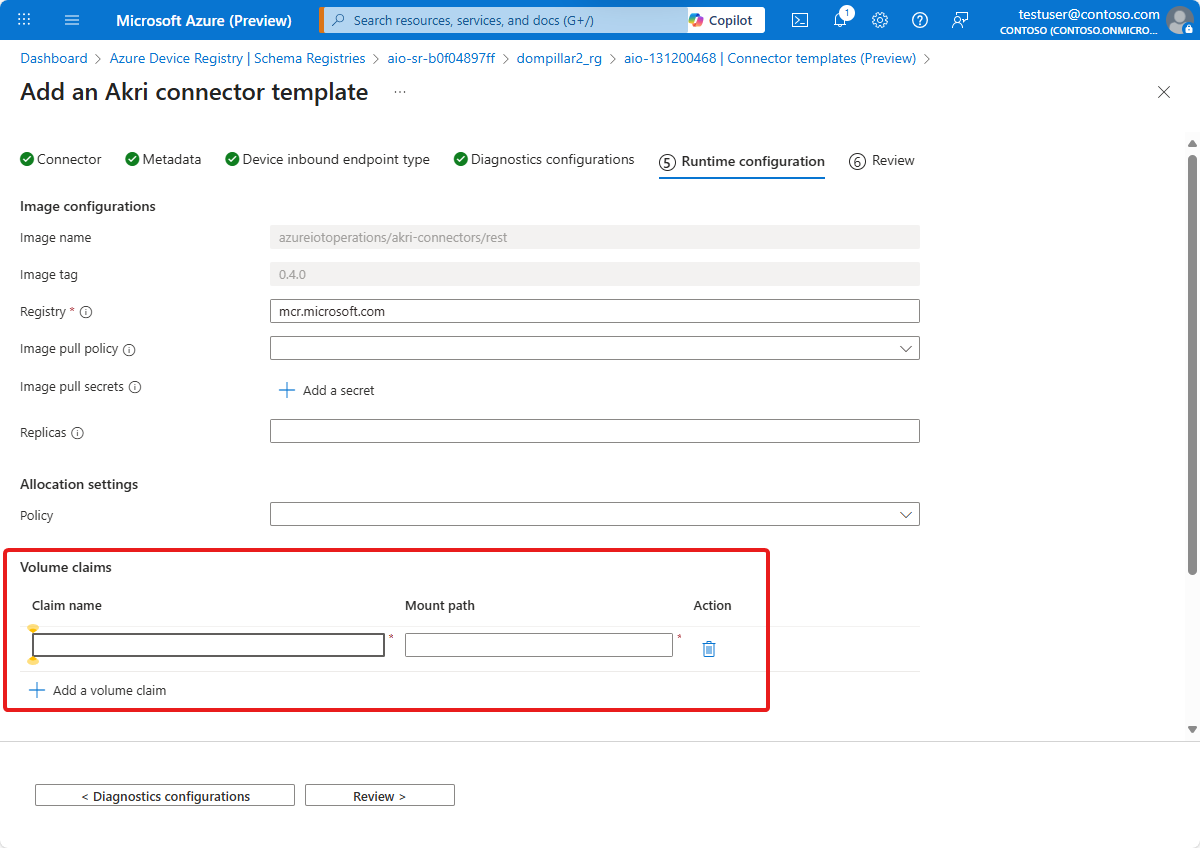 Microsoft Azure (Preview)
Search resources, services, and docs (G+/)
Copilot
1
testuser@contoso.com
CONTOSO (CONTOSO.ONMICRO...
Dashboard > Azure Device Registry | Schema Registries > aio-sr-b0f04897ff > dompillar2_rg > aio-131200468 | Connector templates (Preview) >
Add an Akri connector template ...
Connector
Metadata
Device inbound endpoint type
Diagnostics configurations
5 Runtime configuration
6 Review
Image configurations
Image name
azureiotoperations/akri-connectors/rest
Image tag
0.4.0
Registry *
mcr.microsoft.com
Image pull policy
Image pull secrets
Add a secret
Replicas
Allocation settings
Policy
Volume claims
Claim name Mount path Action
* *
Add a volume claim
< Diagnostics configurations
Review >